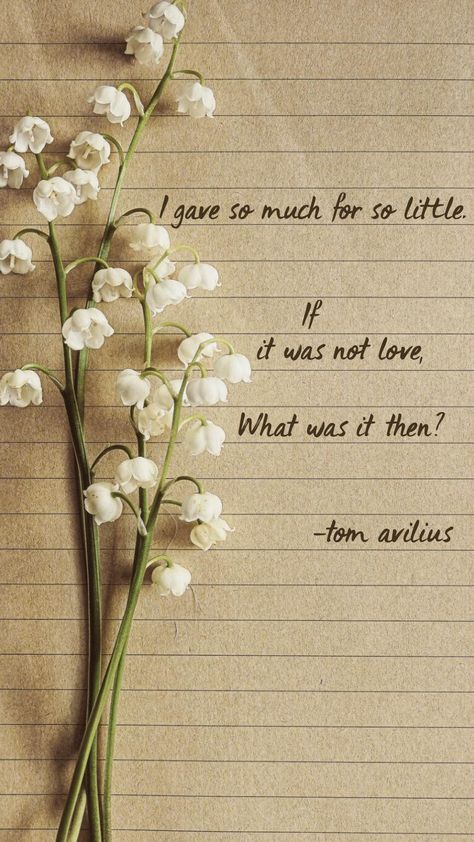 I gave so much for so little.
If
it was not love,
What was it then?
-tom avilius